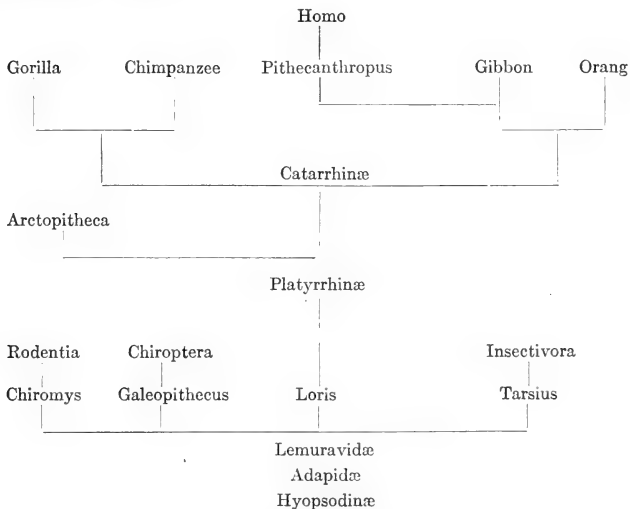 Homo
Gorilla Chimpanzee Pithecanthropus Gibbon Orang
Catarrhinæ
Arctopitheca
Platyrrhinæ
Rodentia Chiroptera Insectivora
Chiromys Galeopithecus Loris Tarsius
Lemuravidæ
Adapidæ
Hyopsodinæ